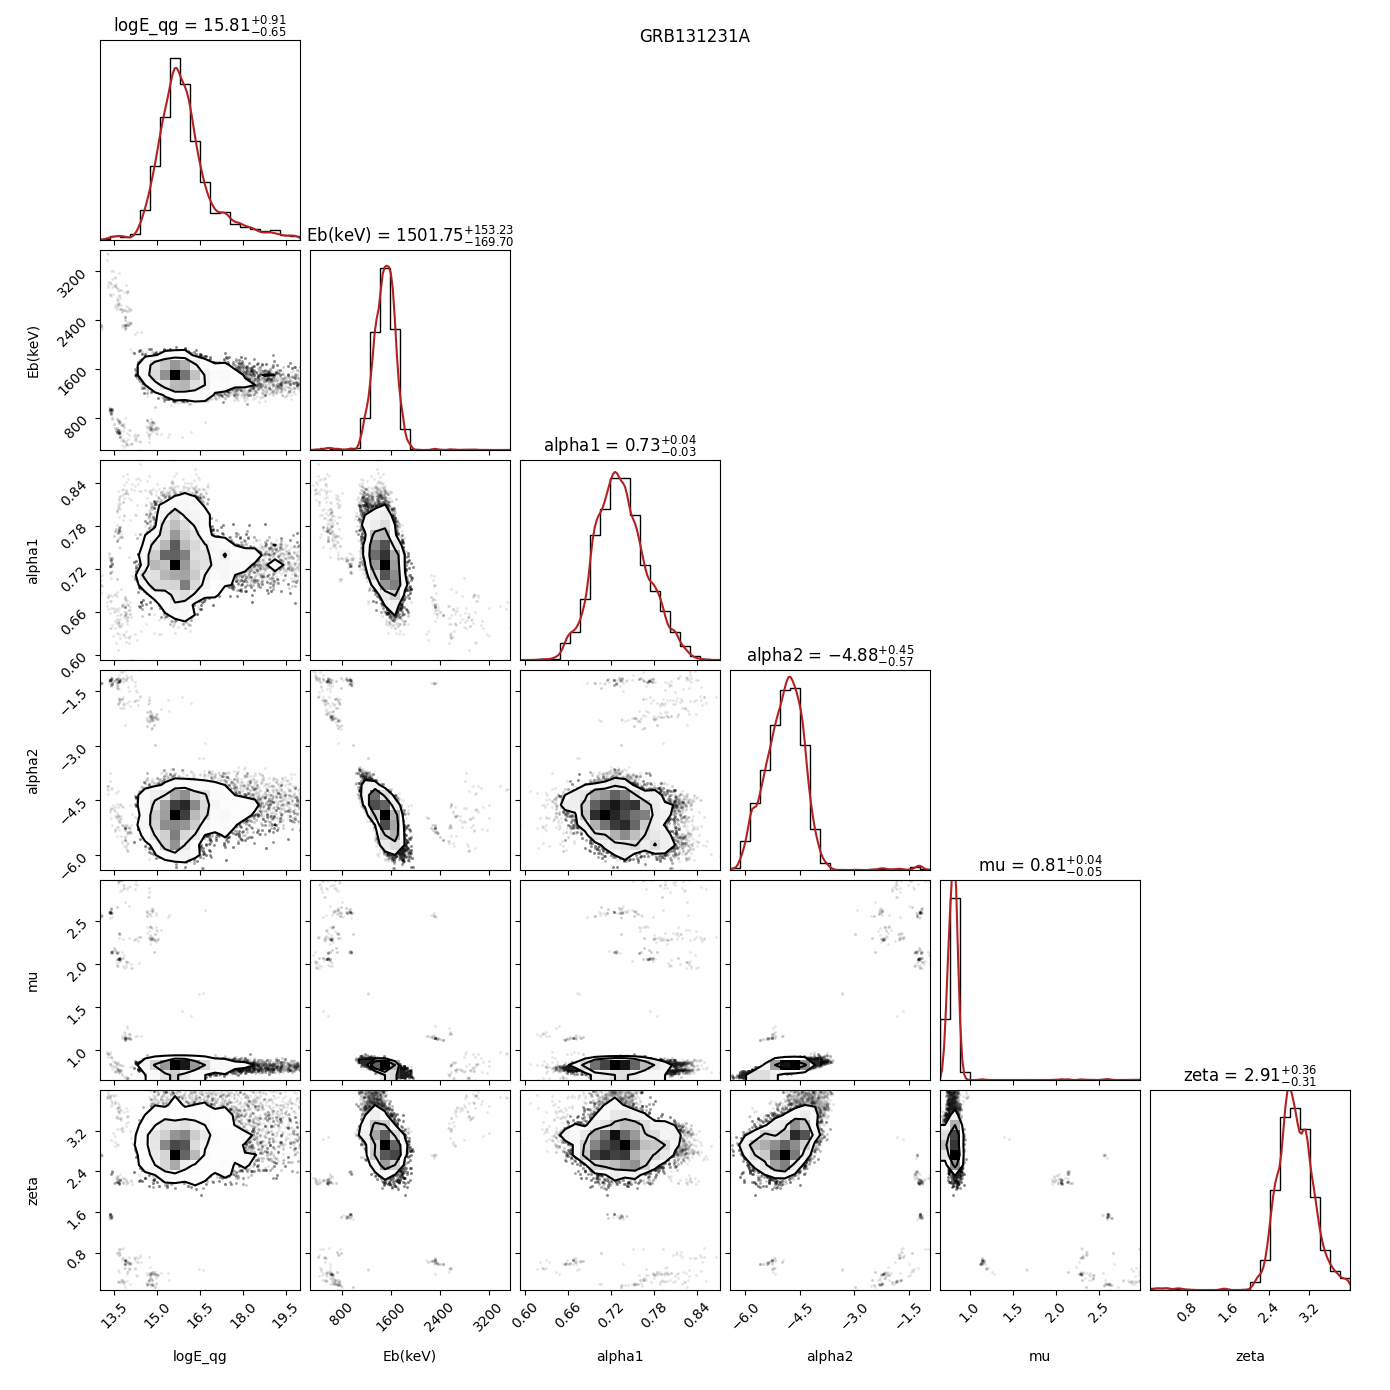 logE_qg = 15.81+0.91−0.65
GRB131231A
Eb(keV) = 1501.75+153.23−169.70
3200
2400
1600
800
Eb(keV)
alpha1 = 0.73+0.04−0.03
0.84
0.78
0.72
0.66
0.60
alpha1
alpha2 = −4.88+0.45−0.57
−1.5
−3.0
−4.5
−6.0
alpha2
mu = 0.81+0.04−0.05
2.5
2.0
1.5
1.0
mu
zeta = 2.91+0.36−0.31
3.2
2.4
1.6
0.8
zeta
13.5 15.0 16.5 18.0 19.5 800 1600 2400 3200 0.60 0.66 0.72 0.78 0.84 −6.0 −4.5 −3.0 −1.5 1.0 1.5 2.0 2.5 0.8 1.6 2.4 3.2
logE_qg Eb(keV) alpha1 alpha2 mu zeta